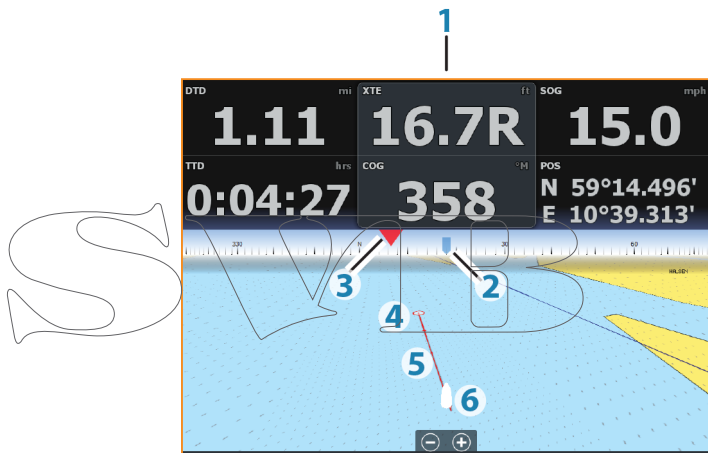 1
DTD mi XTE ft SOG mph
1.11 16.7R 15.0
TTD hrs COG °M POS
0:04:27 358 N 59°14.496'
E 10°39.313'
330 N 30 60
HALDEN
3 2
4
5
6